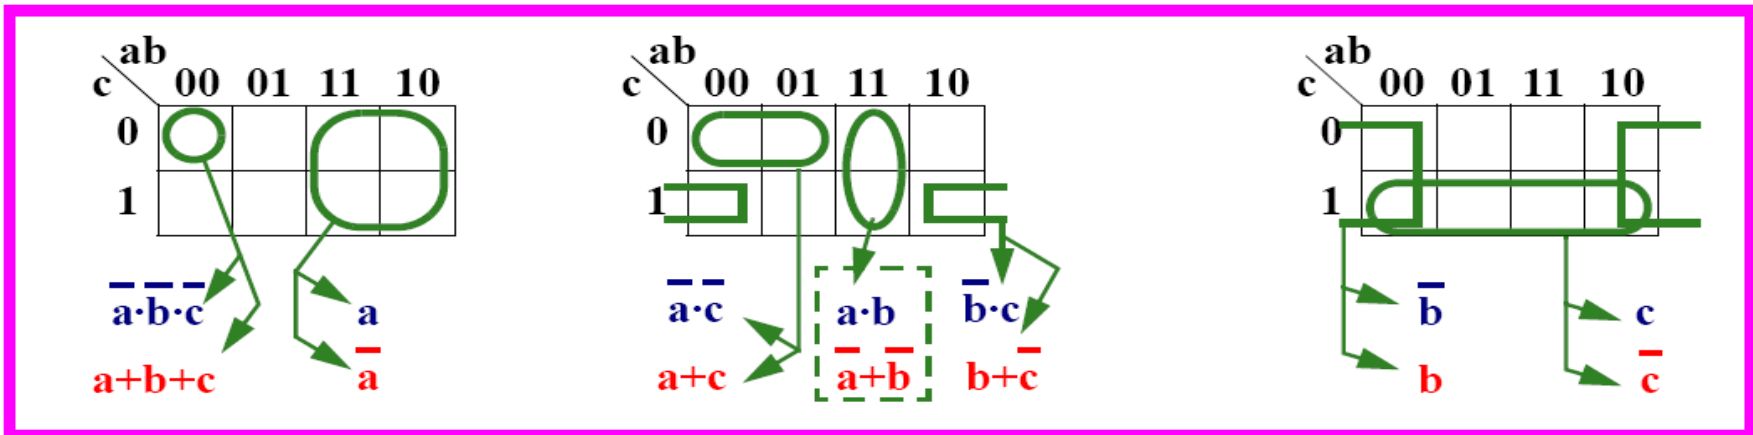 ab ab ab
c 00 01 11 10 c 00 01 11 10 c 00 01 11 10
0 0 0
1 1 1
a̅·b̅·c̅ a a̅·c̅ a·b b̅·c b̅ c
a+b+c a̅ a+c a̅+b̅ b+c̅ b c̅